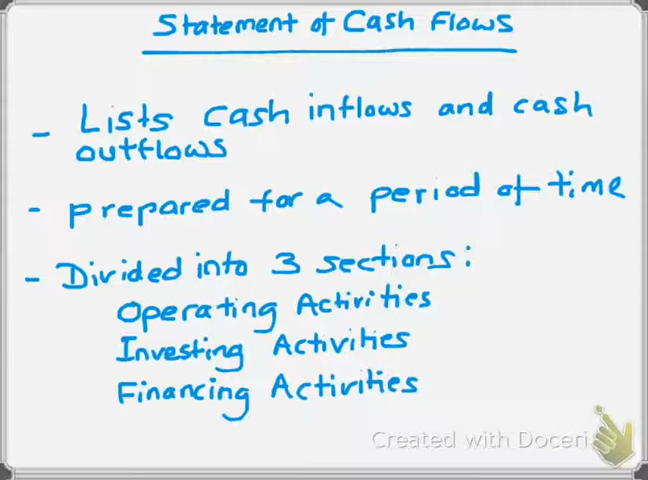 Statement of Cash Flows
- Lists cash inflows and cash
outflows
- prepared for a period of time
- Divided into 3 sections:
Operating Activities
Investing Activities
Financing Activities
Created with Doceri